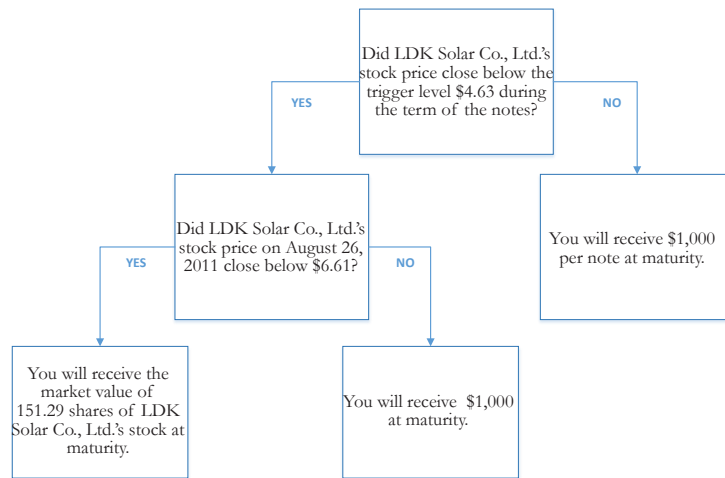 Did LDK Solar Co., Ltd.'s
stock price close below the
trigger level $4.63 during
the term of the notes?
YES
NO
Did LDK Solar Co., Ltd.'s
stock price on August 26,
2011 close below $6.61?
You will receive $1,000
per note at maturity.
YES
NO
You will receive the
market value of
151.29 shares of LDK
Solar Co., Ltd.'s stock at
maturity.
You will receive $1,000
at maturity.